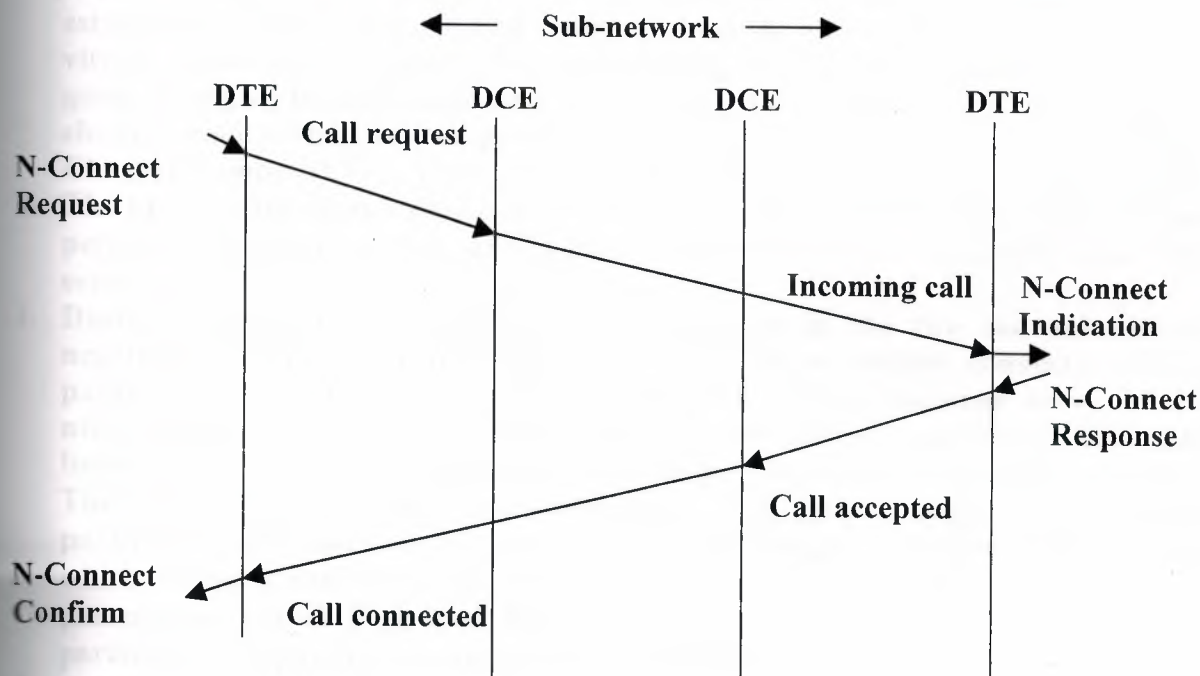 Sub-network
DTE
DCE
DCE
DTE
Call request
N-Connect
Request
Incoming call
N-Connect
Indication
N-Connect
Response
Call accepted
N-Connect
Confirm
Call connected